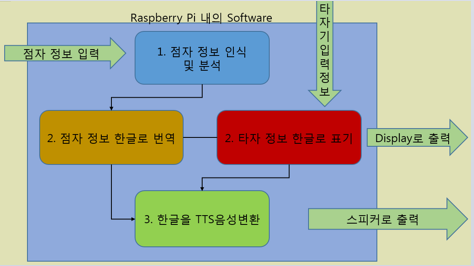 Raspberry Pi 내의 Software
점자 정보 입력
1. 점자 정보 인식
및 분석
타
자
기
입
력
정
보
2. 점자 정보 한글로 번역
2. 타자 정보 한글로 표기
Display로 출력
3. 한글을 TTS음성변환
스피커로 출력